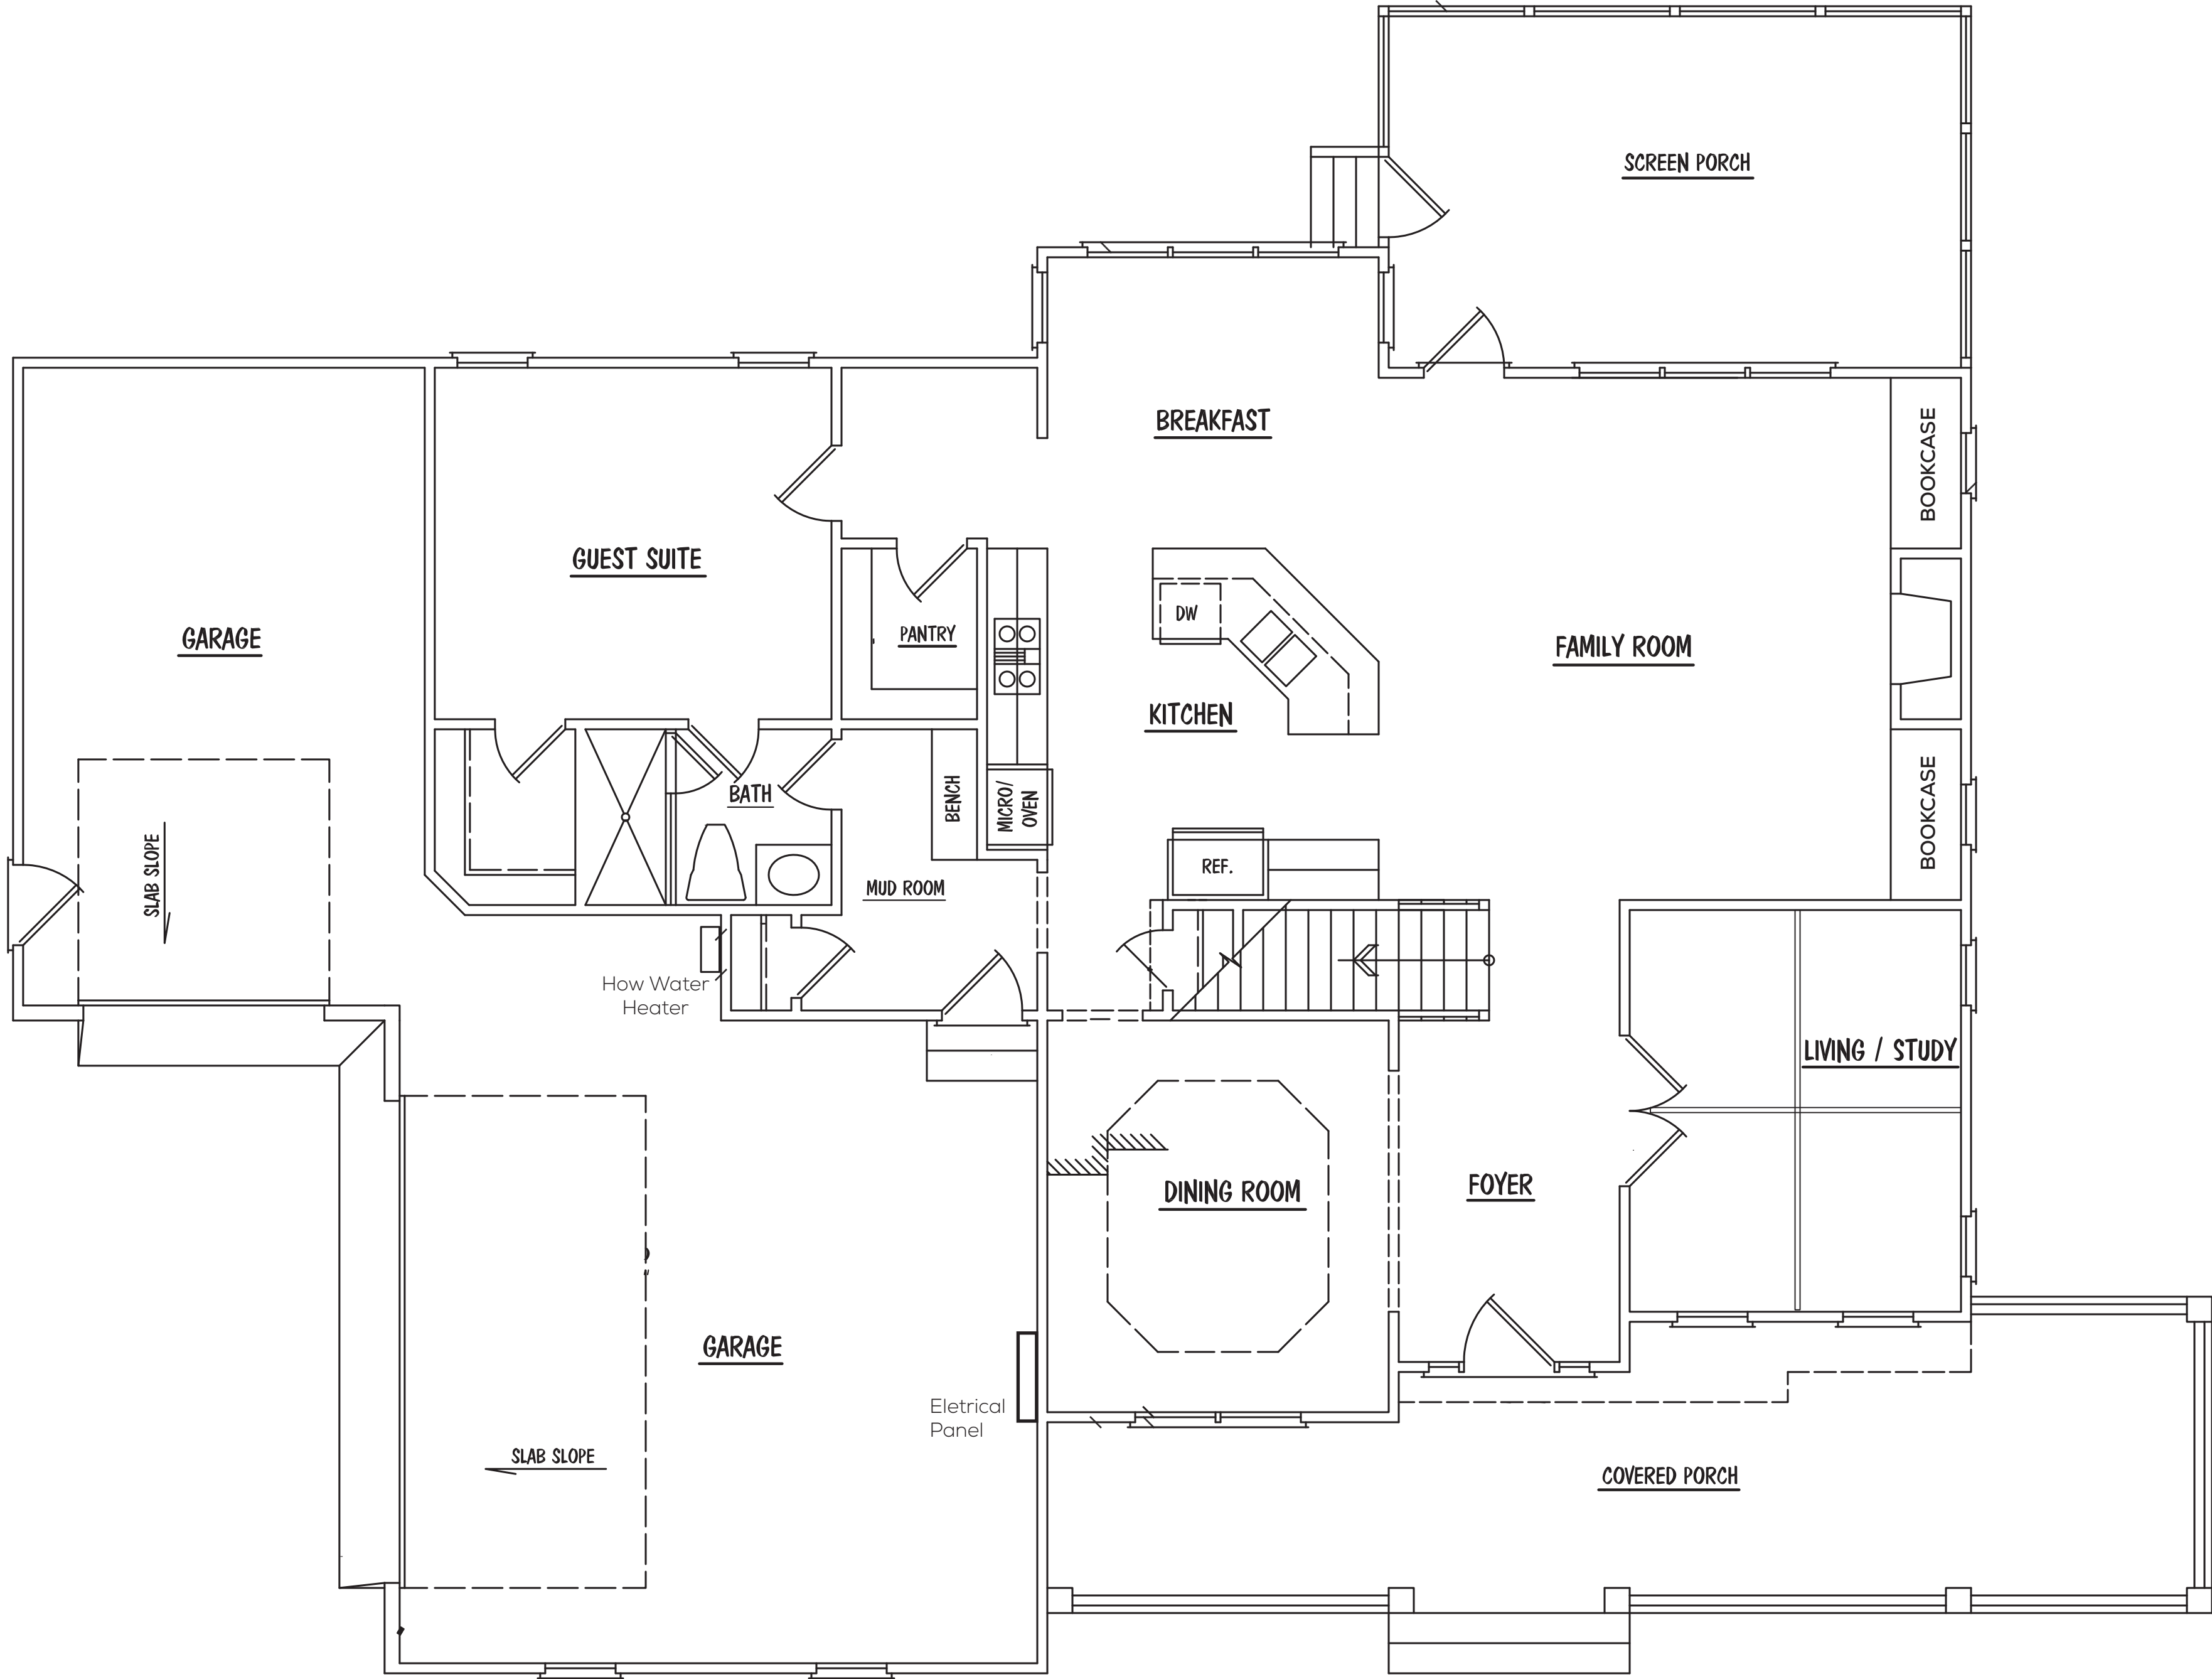 SCREEN PORCH
BREAKFAST
BOOKCASE
GUEST SUITE
GARAGE
DW
PANTRY
FAMILY ROOM
KITCHEN
BATH
BENCH
MICRO/
OVEN
BOOKCASE
SLAB SLOPE
REF.
MUD ROOM
How Water
Heater
LIVING / STUDY
DINING ROOM
FOYER
GARAGE
Eletrical
Panel
SLAB SLOPE
COVERED PORCH